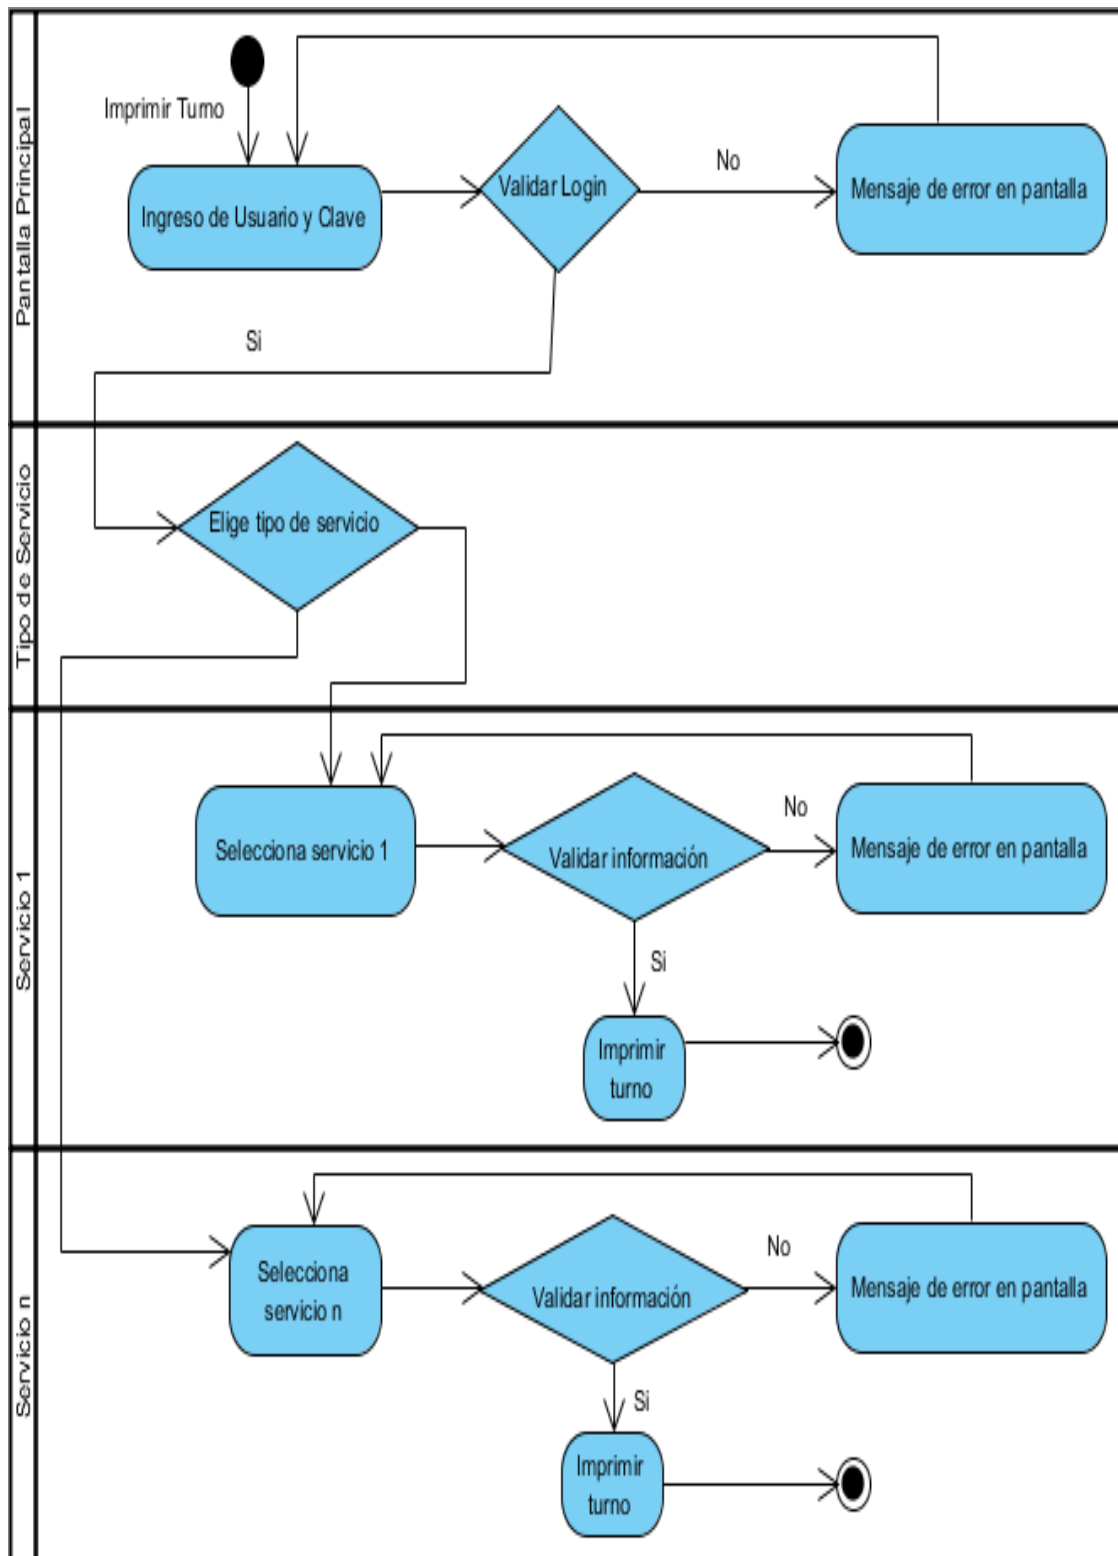 Pantalla Principal
Imprimir Turno
Ingreso de Usuario y Clave
Validar Login
No
Mensaje de error en pantalla
Si
Tipo de Servicio
Elige tipo de servicio
Servicio 1
Selecciona servicio 1
Validar información
No
Mensaje de error en pantalla
Si
Imprimir
turno
Servicio n
Selecciona
servicio n
Validar información
No
Mensaje de error en pantalla
Si
Imprimir
turno